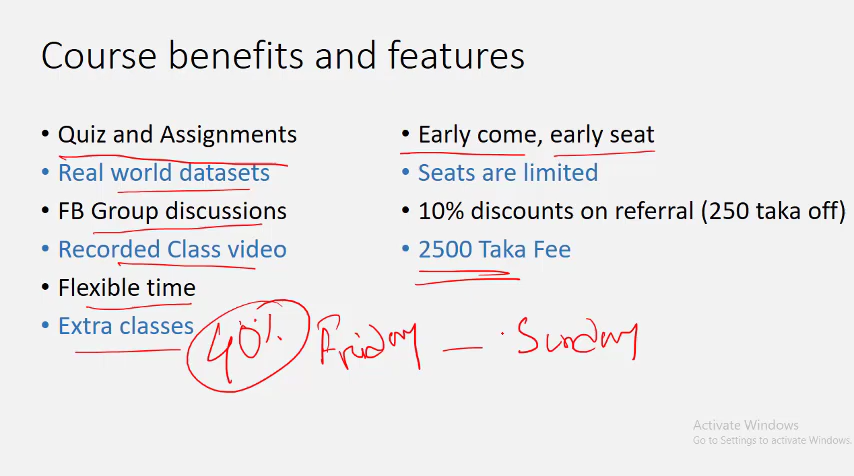 Course benefits and features
• Quiz and Assignments
• Real world datasets
• FB Group discussions
• Recorded Class video
• Flexible time
• Extra classes
• Early come, early seat
• Seats are limited
• 10% discounts on referral (250 taka off)
• 2500 Taka Fee
40% Friday — Sunday
Activate Windows
Go to Settings to activate Windows.